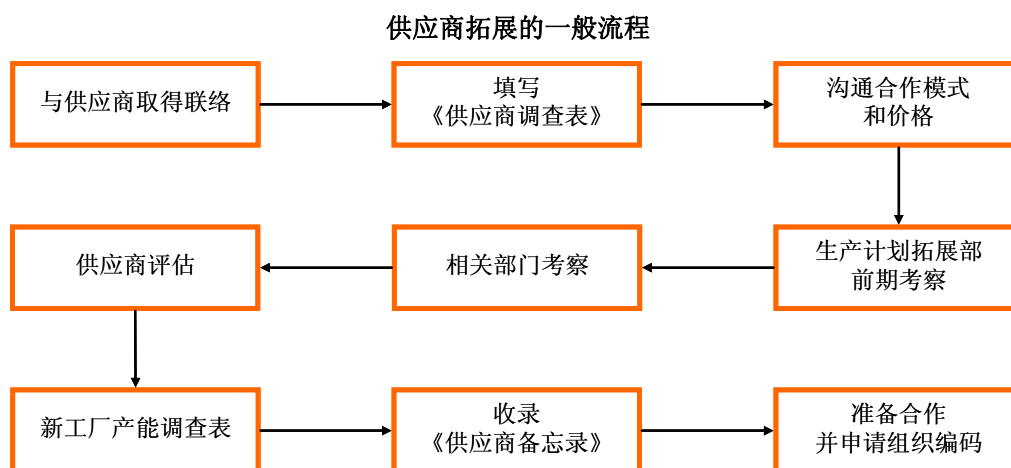 供应商拓展的一般流程
与供应商取得联络
填写
《供应商调查表》
沟通合作模式
和价格
生产计划拓展部
前期考察
相关部门考察
供应商评估
新工厂产能调查表
收录
《供应商备忘录》
准备合作
并申请组织编码